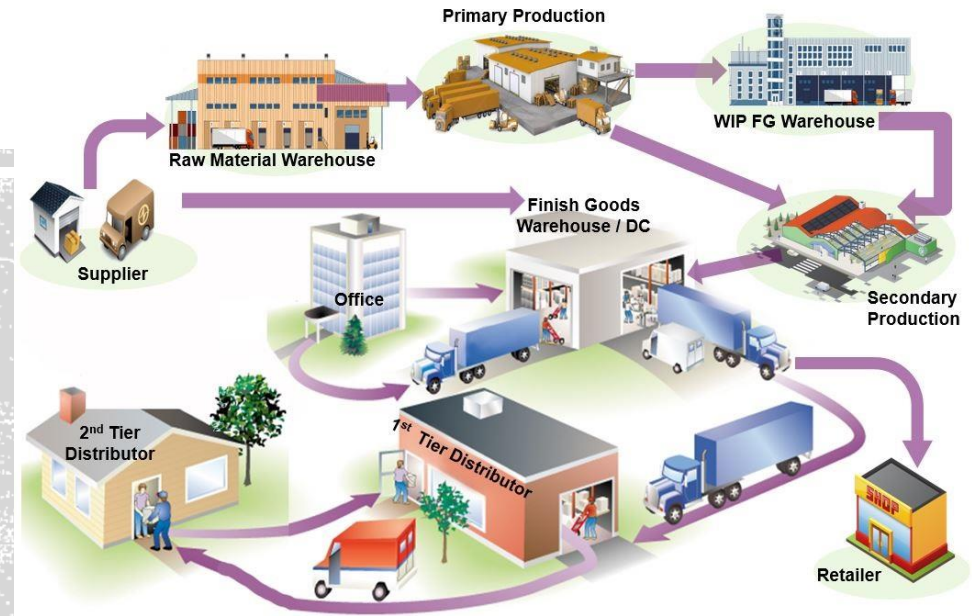 Primary Production
WIP FG Warehouse
Raw Material Warehouse
Finish Goods
Warehouse / DC
Supplier
Office
Secondary
Production
2nd Tier
Distributor
1st Tier Distributor
SHOP
Retailer